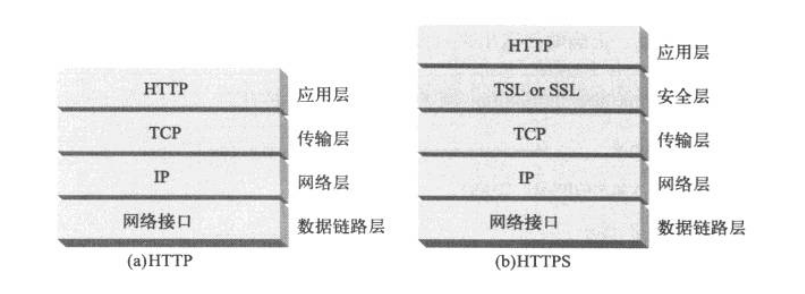 HTTP 应用层
TCP 传输层
IP 网络层
网络接口 数据链路层
(a)HTTP
HTTP 应用层
TSL or SSL 安全层
TCP 传输层
IP 网络层
网络接口 数据链路层
(b)HTTPS